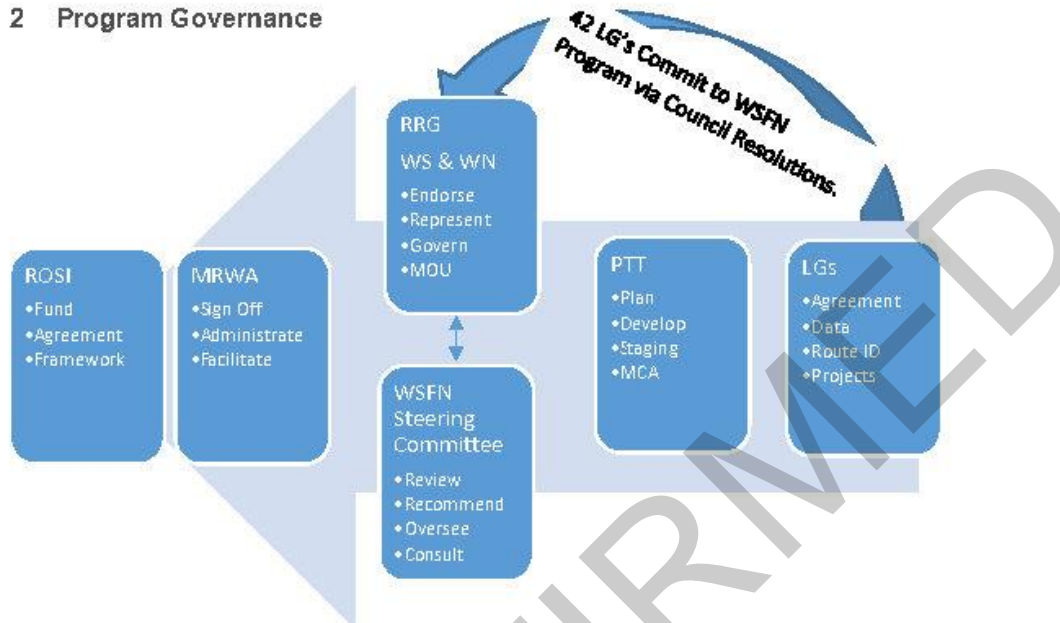 2 Program Governance
42 LG's Commit to WSFN
Program via Council Resolutions.
RRG
WS & WN
•Endorse
•Represent
•Govern
•MOU
ROSI
•Fund
•Agreement
•Framework
MRWA
•Sign Off
•Administrate
•Facilitate
WSFN
Steering
Committee
•Review
•Recommend
•Oversee
•Consult
PTT
•Plan
•Develop
•Staging
•MCA
LGs
•Agreement
•Data
•Route ID
•Projects
IRMED